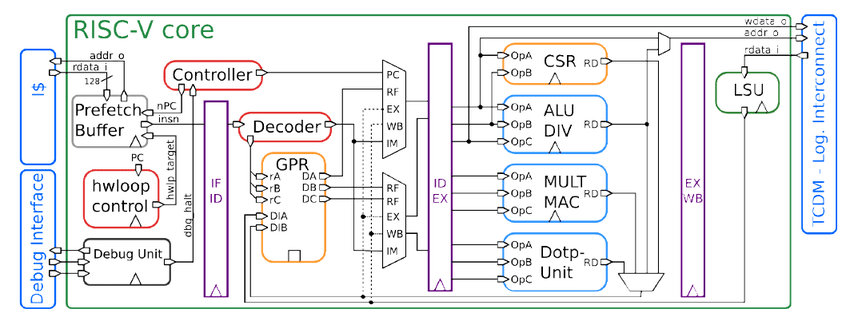 RISC-V core
wdata_o
addr_o
rdata_i
addr_o
rdata_i
128
I$
Prefetch
Buffer
nPC
insn
Controller
Decoder
PC
hwloop
control
hwlp_target
dbg_halt
Debug Interface
Debug Unit
IF
ID
GPR
rA
rB
rC
DIA
DIB
DA
DB
DC
PC
RF
EX
WB
IM
RF
RF
EX
WB
IM
ID
EX
OpA
OpB
CSR
RD
OpA
OpB
OpC
ALU
DIV
RD
OpA
OpB
OpC
MULT
MAC
RD
OpA
OpB
OpC
Dotp-
Unit
RD
EX
WB
LSU
TCDM - Log. Interconnect